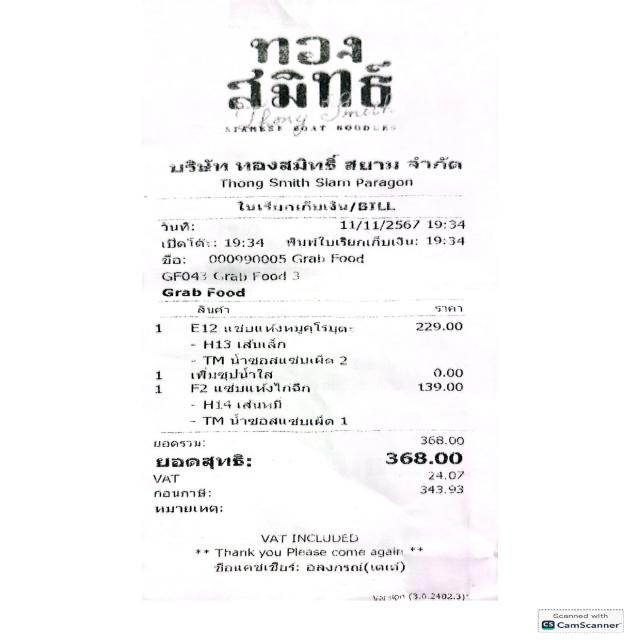 ทอง
สมิทธ์
Thong Smith
SIAMESE BOAT NOODLES
บริษัท ทองสมิทธิ์ สยาม จำกัด
Thong Smith Siam Paragon
ใบเรียกเก็บเงิน/BILL
วันที่: 11/11/2567 19:34
เปิดโต๊ะ: 19:34 พิมพ์ใบเรียกเก็บเงิน: 19:34
ชื่อ: 000990005 Grab Food
GF043 Grab Food 3
Grab Food
สินค้า ราคา
1 E12 แซ่บแห้งหมูคุโรบูตะ 229.00
- H13 เส้นเล็ก
- TM น้ำซอสแซ่บเผ็ด 2
1 เพิ่มซุปน้ำใส 0.00
1 F2 แซ่บแห้งไก่ฉีก 139.00
- H14 เส้นหมี่
- TM น้ำซอสแซ่บเผ็ด 1
ยอดรวม: 368.00
ยอดสุทธิ: 368.00
VAT 24.07
ก่อนภาษี: 343.93
หมายเหตุ:
VAT INCLUDED
** Thank you Please come again **
ชื่อแคชเชียร์: อลงกรณ์(เตเต้)
Version (3.0.2402.3)
Scanned with
CS CamScanner